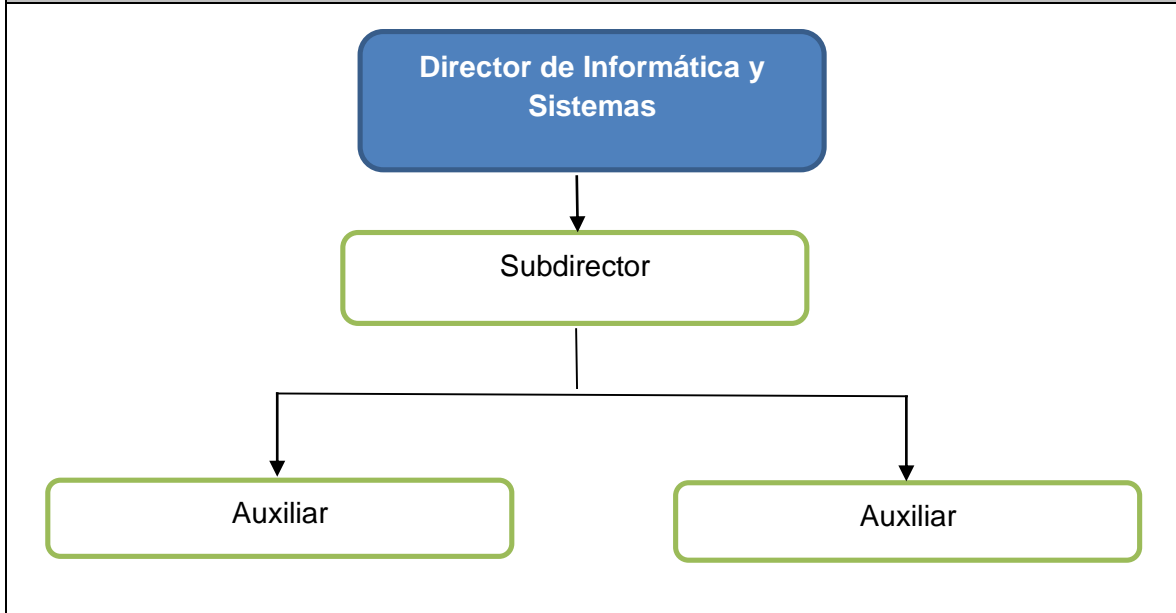 Director de Informática y
Sistemas
Subdirector
Auxiliar
Auxiliar